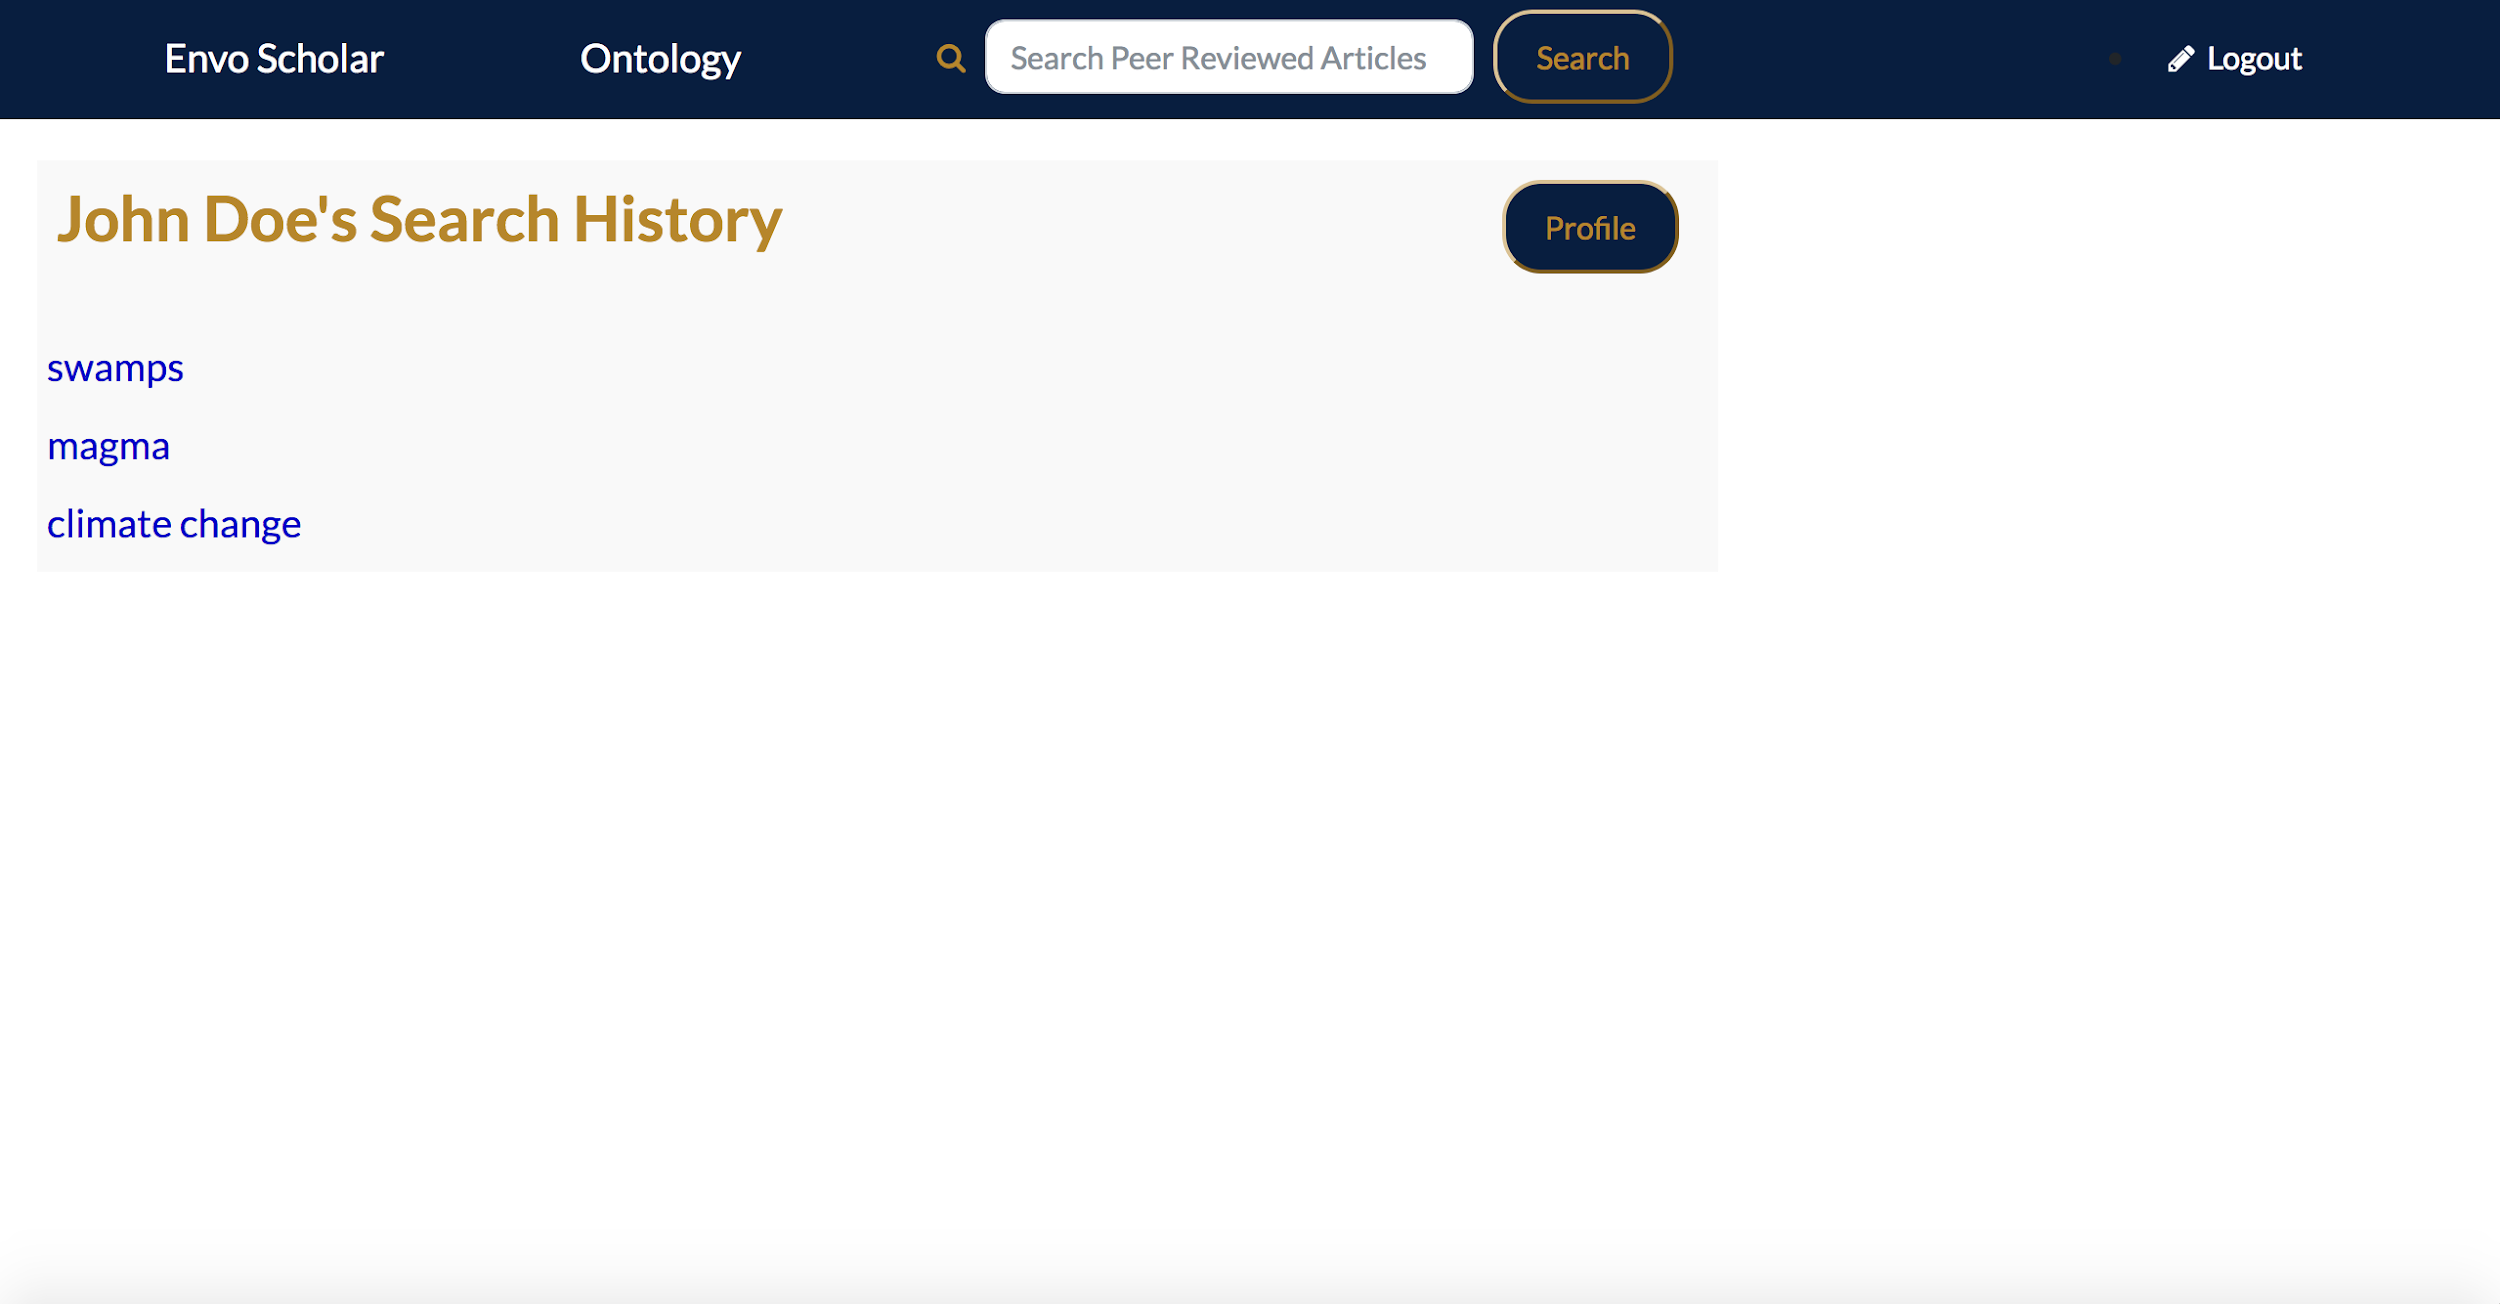 Envo Scholar Ontology Search Peer Reviewed Articles Search Logout
John Doe's Search History Profile
swamps
magma
climate change